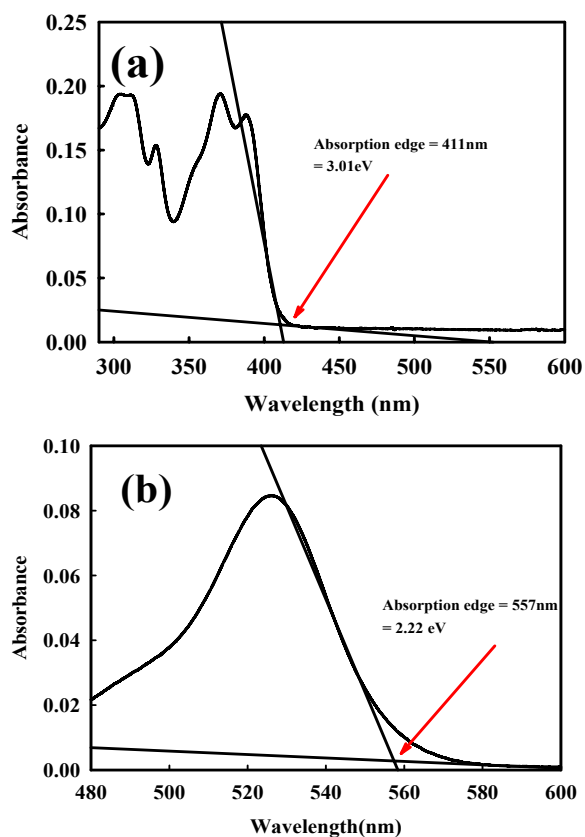 0.25
(a)
0.20
0.15
Absorption edge = 411nm
= 3.01eV
0.10
0.05
0.00
Absorbance
300 350 400 450 500 550 600
Wavelength (nm)
0.10
(b)
0.08
0.06
Absorption edge = 557nm
= 2.22 eV
0.04
0.02
0.00
Absorbance
480 500 520 540 560 580 600
Wavelength(nm)